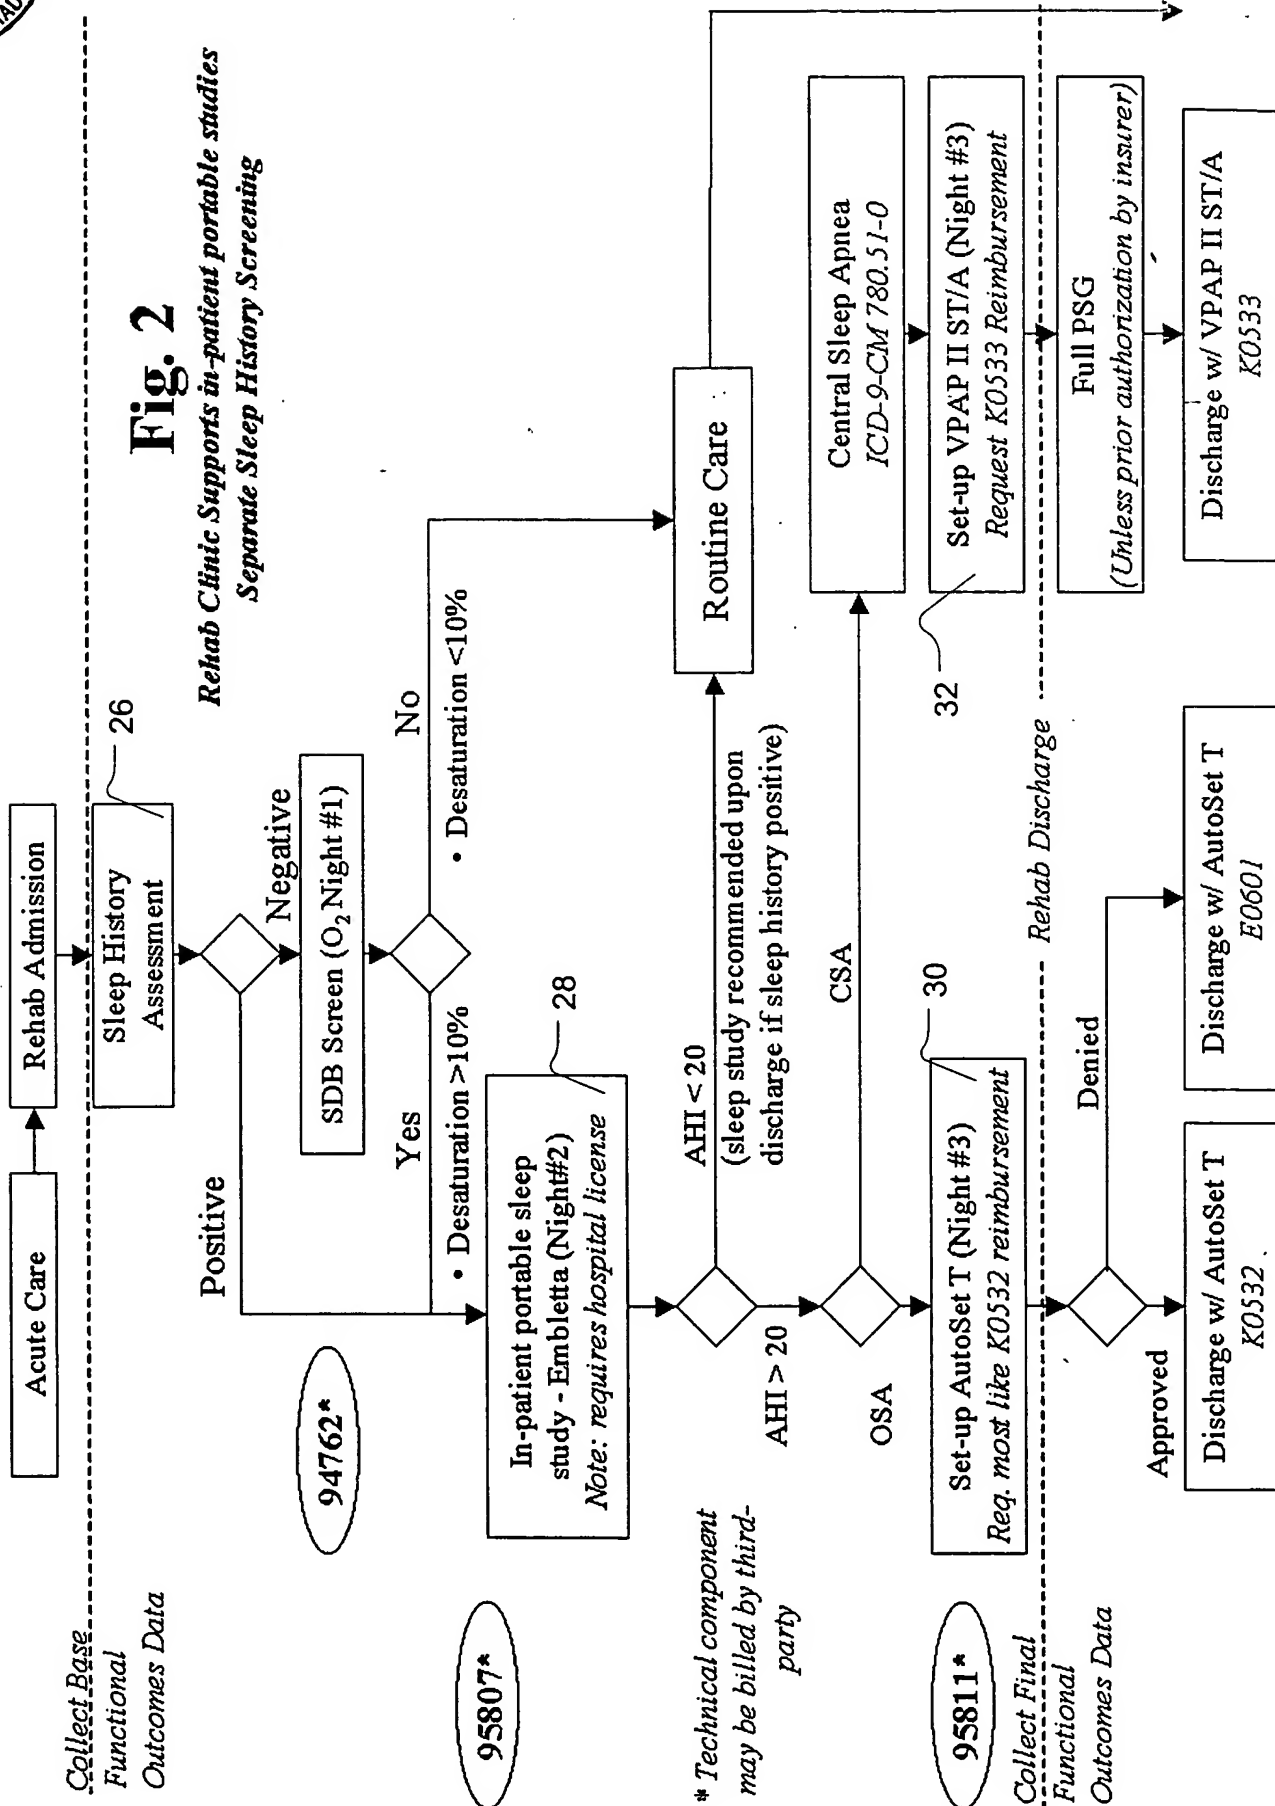 Fig. 2
Rehab Clinic Supports in-patient portable studies
Separate Sleep History Screening
Acute Care
Rehab Admission
Collect Base
Functional
Outcomes Data
Sleep History
Assessment
26
Positive
Negative
94762*
SDB Screen (O2 Night #1)
Yes
No
• Desaturation >10%
• Desaturation <10%
95807*
In-patient portable sleep
study - Embletta (Night#2)
Note: requires hospital license
28
* Technical component
may be billed by third-
party
AHI < 20
(sleep study recommended upon
discharge if sleep history positive)
Routine Care
AHI > 20
CSA
OSA
Central Sleep Apnea
ICD-9-CM 780.51-0
95811*
Set-up AutoSet T (Night #3)
Req. most like K0532 reimbursement
30
32
Set-up VPAP II ST/A (Night #3)
Request K0533 Reimbursement
Collect Final
Functional
Outcomes Data
Rehab Discharge
Full PSG
(Unless prior authorization by insurer)
Approved
Denied
Discharge w/ AutoSet T
K0532
Discharge w/ AutoSet T
E0601
Discharge w/ VPAP II ST/A
K0533